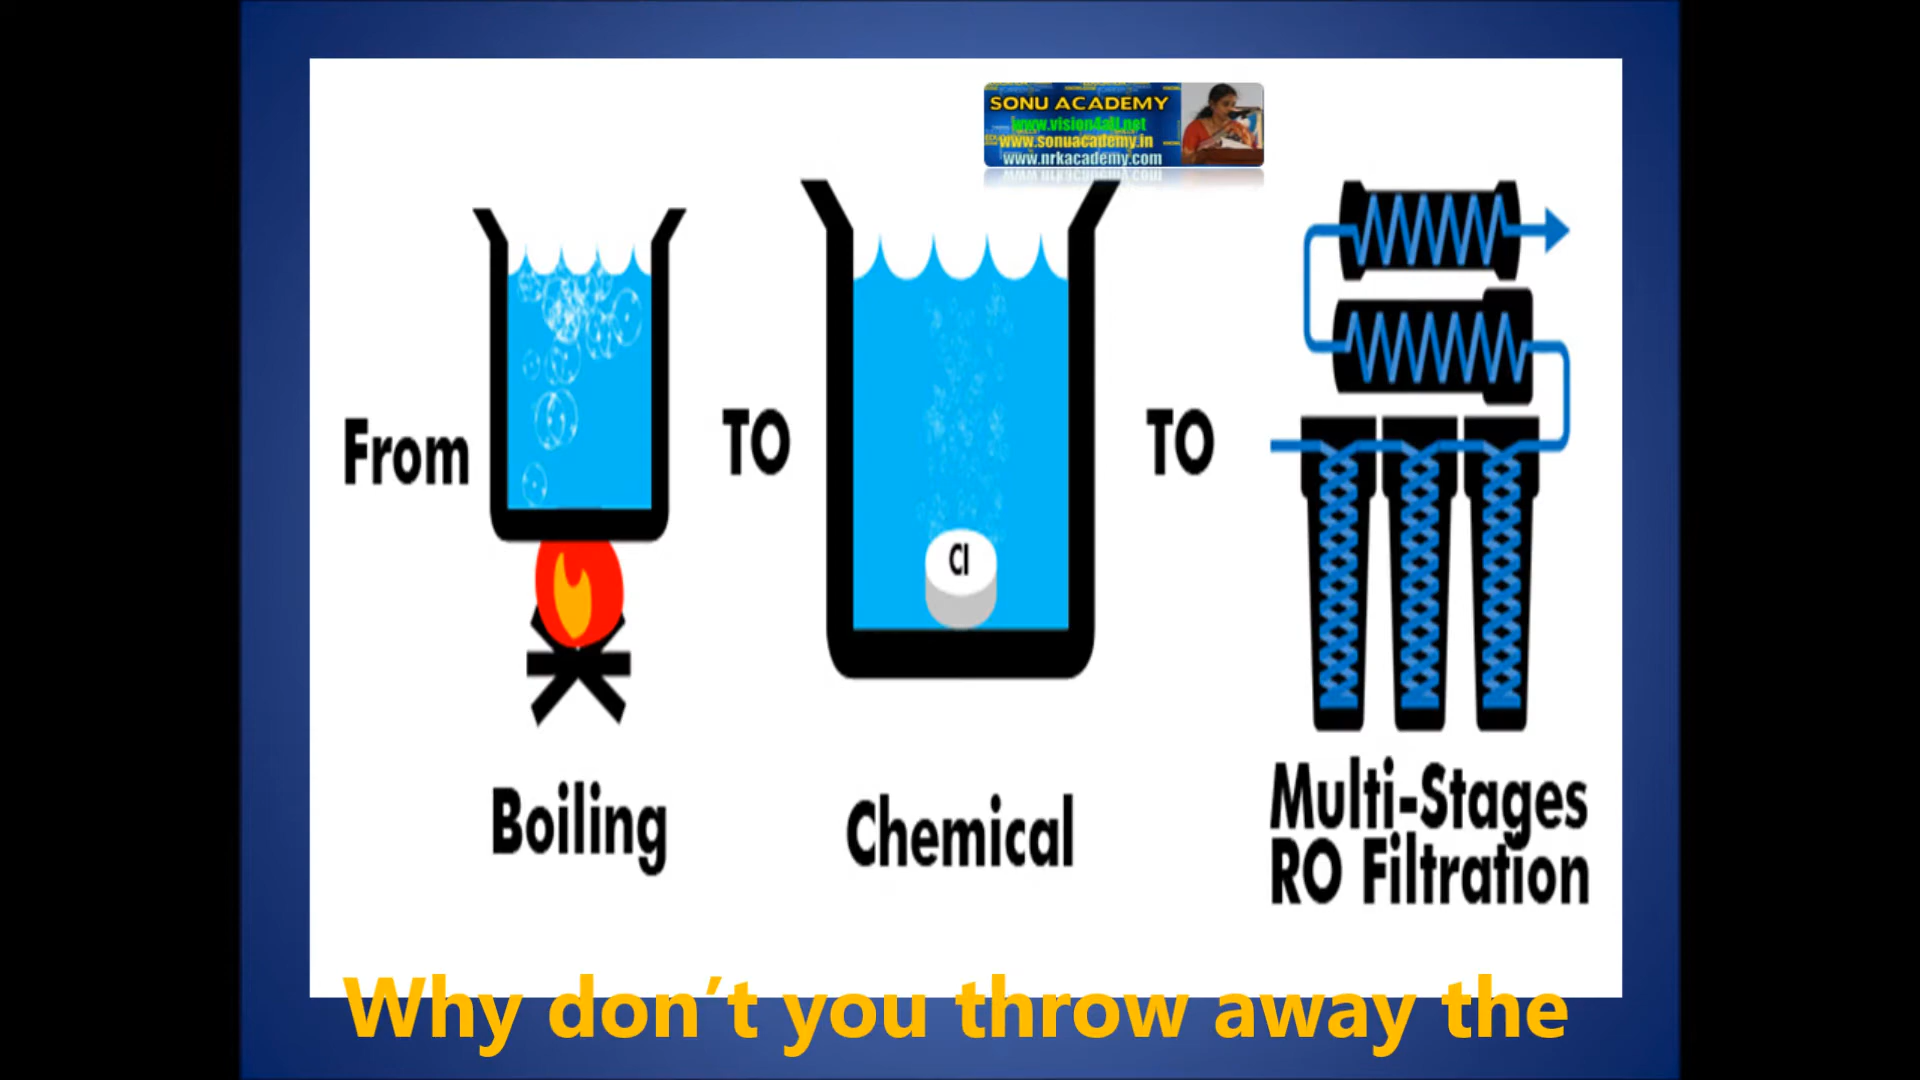 SONU ACADEMY
www.vision4all.net
www.sonuacademy.in
www.nrkacademy.com
From
TO
Cl
TO
Boiling
Chemical
Multi-Stages
RO Filtration
Why don’t you throw away the